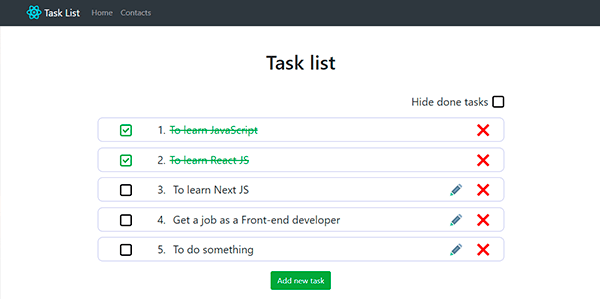 Task List Home Contacts
Task list
Hide done tasks
1. To learn JavaScript
2. To learn React JS
3. To learn Next JS
4. Get a job as a Front-end developer
5. To do something
Add new task